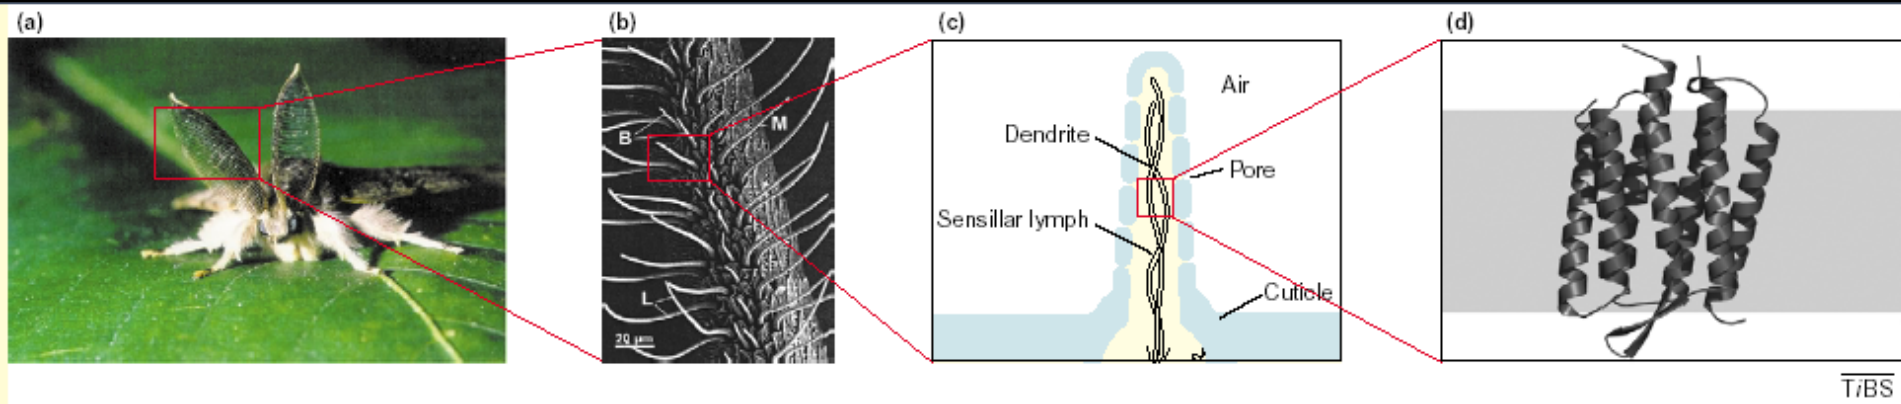 (a)
(b)
(c)
(d)
B
M
L
20 µm
Air
Dendrite
Pore
Sensillar lymph
Cuticle
TiBS